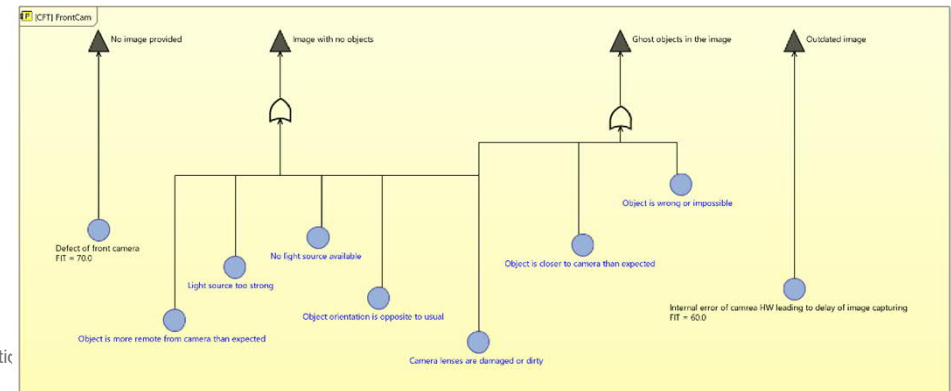 [CFT] FrontCam
No image provided
Image with no objects
Ghost objects in the image
Outdated image
Object is wrong or impossible
Defect of front camera
FIT = 70.0
No light source available
Object is closer to camera than expected
Light source too strong
Internal error of camrea HW leading to delay of image capturing
FIT = 60.0
Object orientation is opposite to usual
Object is more remote from camera than expected
Camera lenses are damaged or dirty